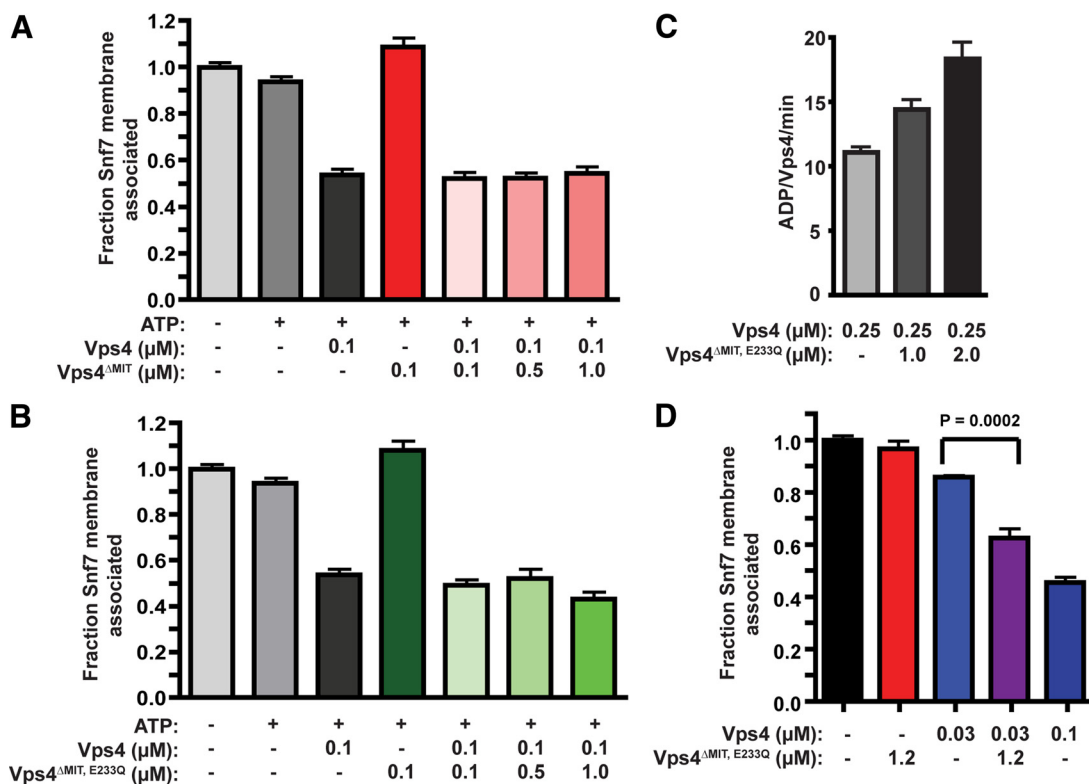 A
Fraction Snf7 membrane
associated
1.2
1.0
0.8
0.6
0.4
0.2
0.0
ATP: - + + + + + +
Vps4 (µM): - - 0.1 - 0.1 0.1 0.1
Vps4ΔMIT (µM): - - - 0.1 0.1 0.5 1.0
C
ADP/Vps4/min
20
15
10
5
0
Vps4 (µM): 0.25 0.25 0.25
Vps4ΔMIT, E233Q (µM): - 1.0 2.0
B
Fraction Snf7 membrane
associated
1.2
1.0
0.8
0.6
0.4
0.2
0.0
ATP: - + + + + + +
Vps4 (µM): - - 0.1 - 0.1 0.1 0.1
Vps4ΔMIT, E233Q (µM): - - - 0.1 0.1 0.5 1.0
D
P = 0.0002
Fraction Snf7 membrane
associated
1.0
0.8
0.6
0.4
0.2
0.0
Vps4 (µM): - - 0.03 0.03 0.1
Vps4ΔMIT, E233Q (µM): - 1.2 - 1.2 -